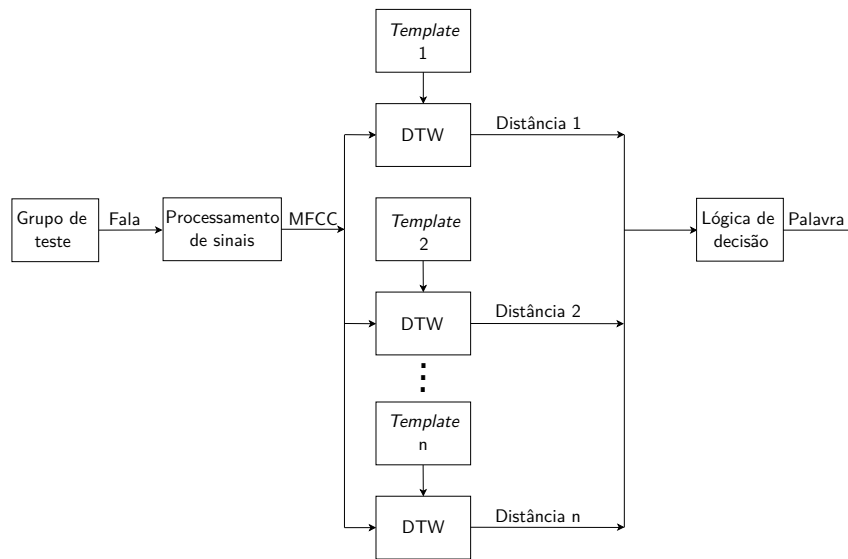 Template
1
DTW
Distância 1
Grupo de
teste
Fala
Processamento
de sinais
MFCC
Template
2
DTW
Distância 2
Lógica de
decisão
Palavra
Template
n
DTW
Distância n